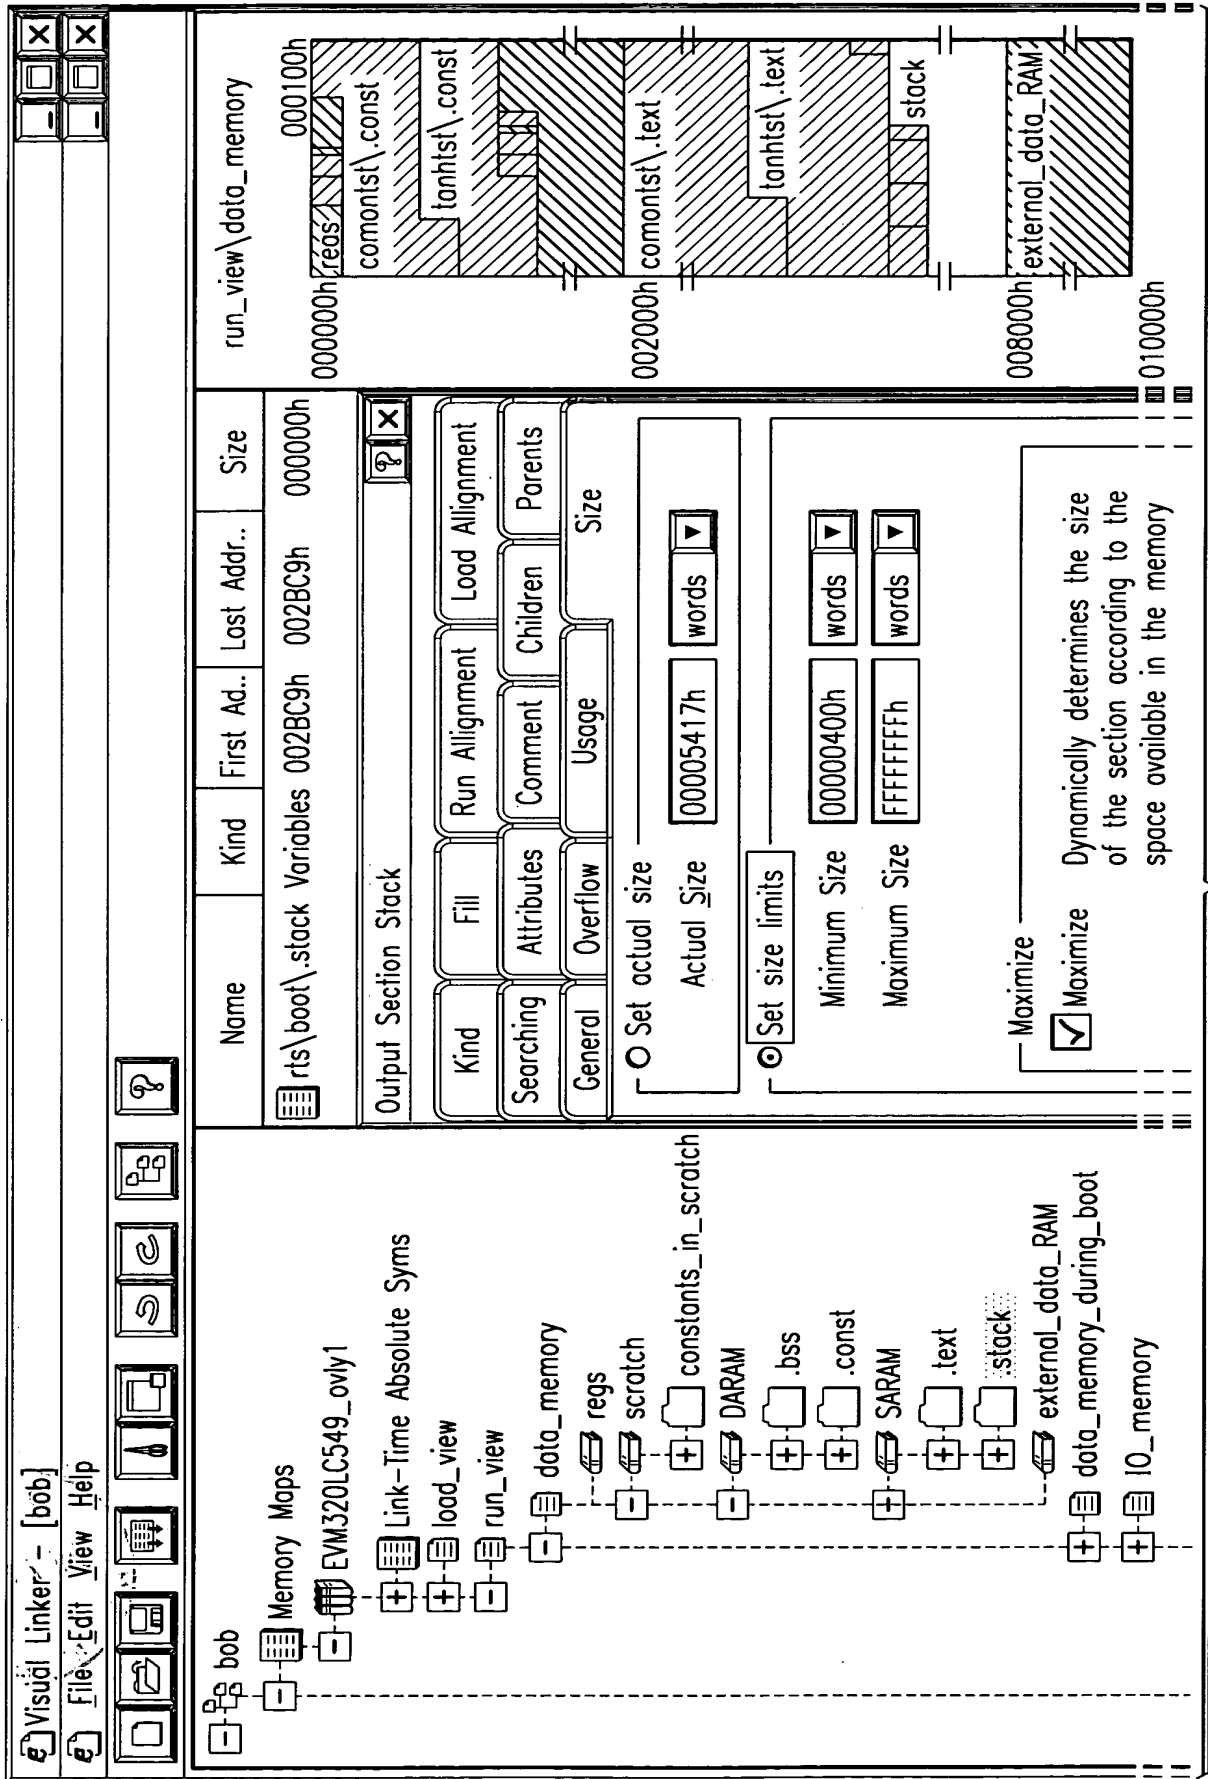 Visual Linker - [bob]
File Edit View Help
bob
Memory Maps
EVM320LC549_ovly1
Link-Time Absolute Syms
load_view
run_view
data_memory
regs
scratch
constants_in_scratch
DARAM
.bss
.const
SARAM
.text
.stack
external_data_RAM
data_memory_during_boot
IO_memory
Name Kind First Ad.. Last Addr.. Size
rts\boot\.stack Variables 002BC9h 002BC9h 000000h
Output Section Stack
Kind Fill Run Allignment Load Allignment
Searching Attributes Comment Children Parents
General Overflow Usage Size
Set actual size
Actual Size 00005417h words
Set size limits
Minimum Size 00000400h words
Maximum Size FFFFFFFFh words
Maximize
Maximize Dynamically determines the size
of the section according to the
space available in the memory
run_view\data_memory
000000h 000100h
reas
comontst\.const
tanhtst\.const
002000h
comontst\.text
tanhtst\.text
stack
008000h
external_data_RAM
010000h